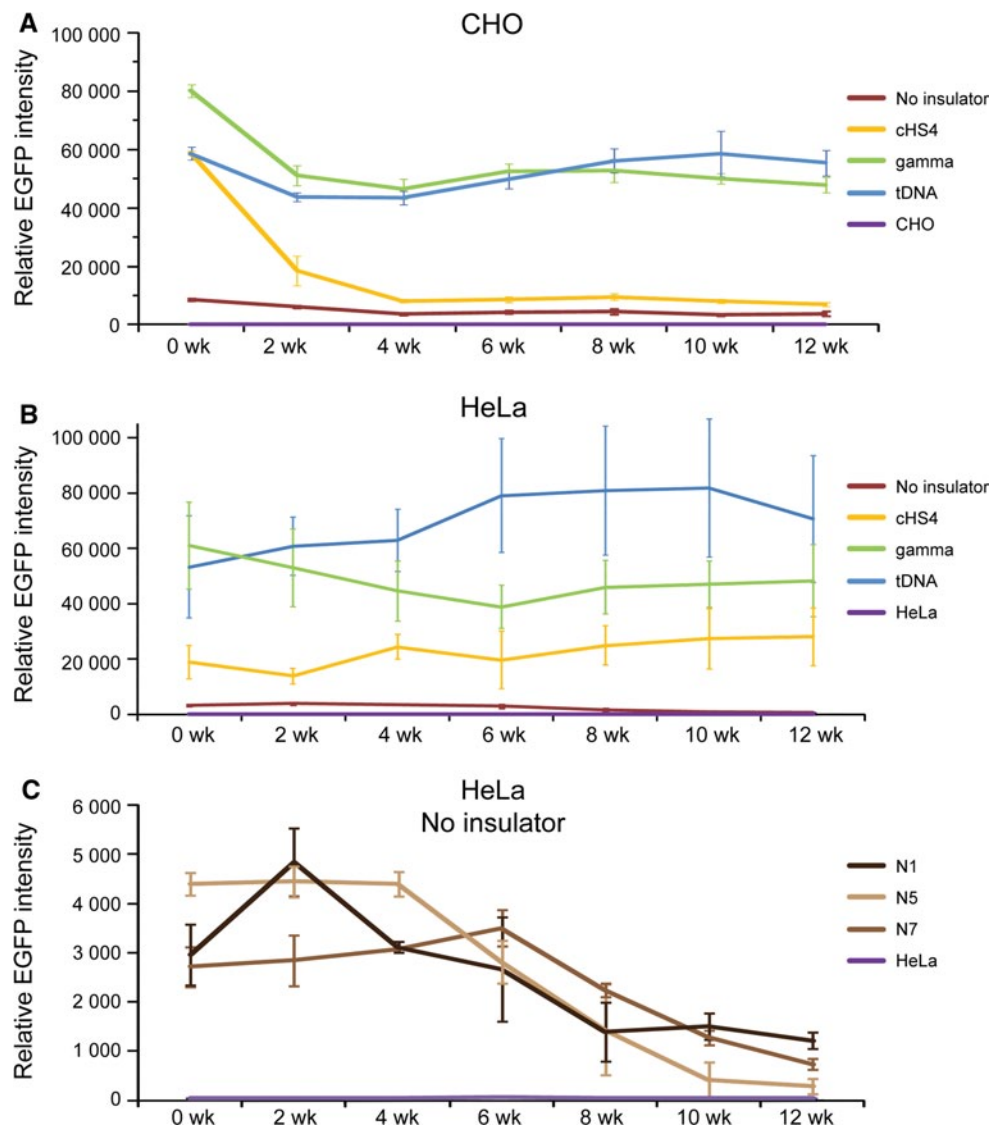 A
CHO
Relative EGFP intensity
100 000
80 000
60 000
40 000
20 000
0
0 wk 2 wk 4 wk 6 wk 8 wk 10 wk 12 wk
No insulator
cHS4
gamma
tDNA
CHO
B
HeLa
Relative EGFP intensity
100 000
80 000
60 000
40 000
20 000
0
0 wk 2 wk 4 wk 6 wk 8 wk 10 wk 12 wk
No insulator
cHS4
gamma
tDNA
HeLa
C
HeLa
No insulator
Relative EGFP intensity
6 000
5 000
4 000
3 000
2 000
1 000
0
0 wk 2 wk 4 wk 6 wk 8 wk 10 wk 12 wk
N1
N5
N7
HeLa